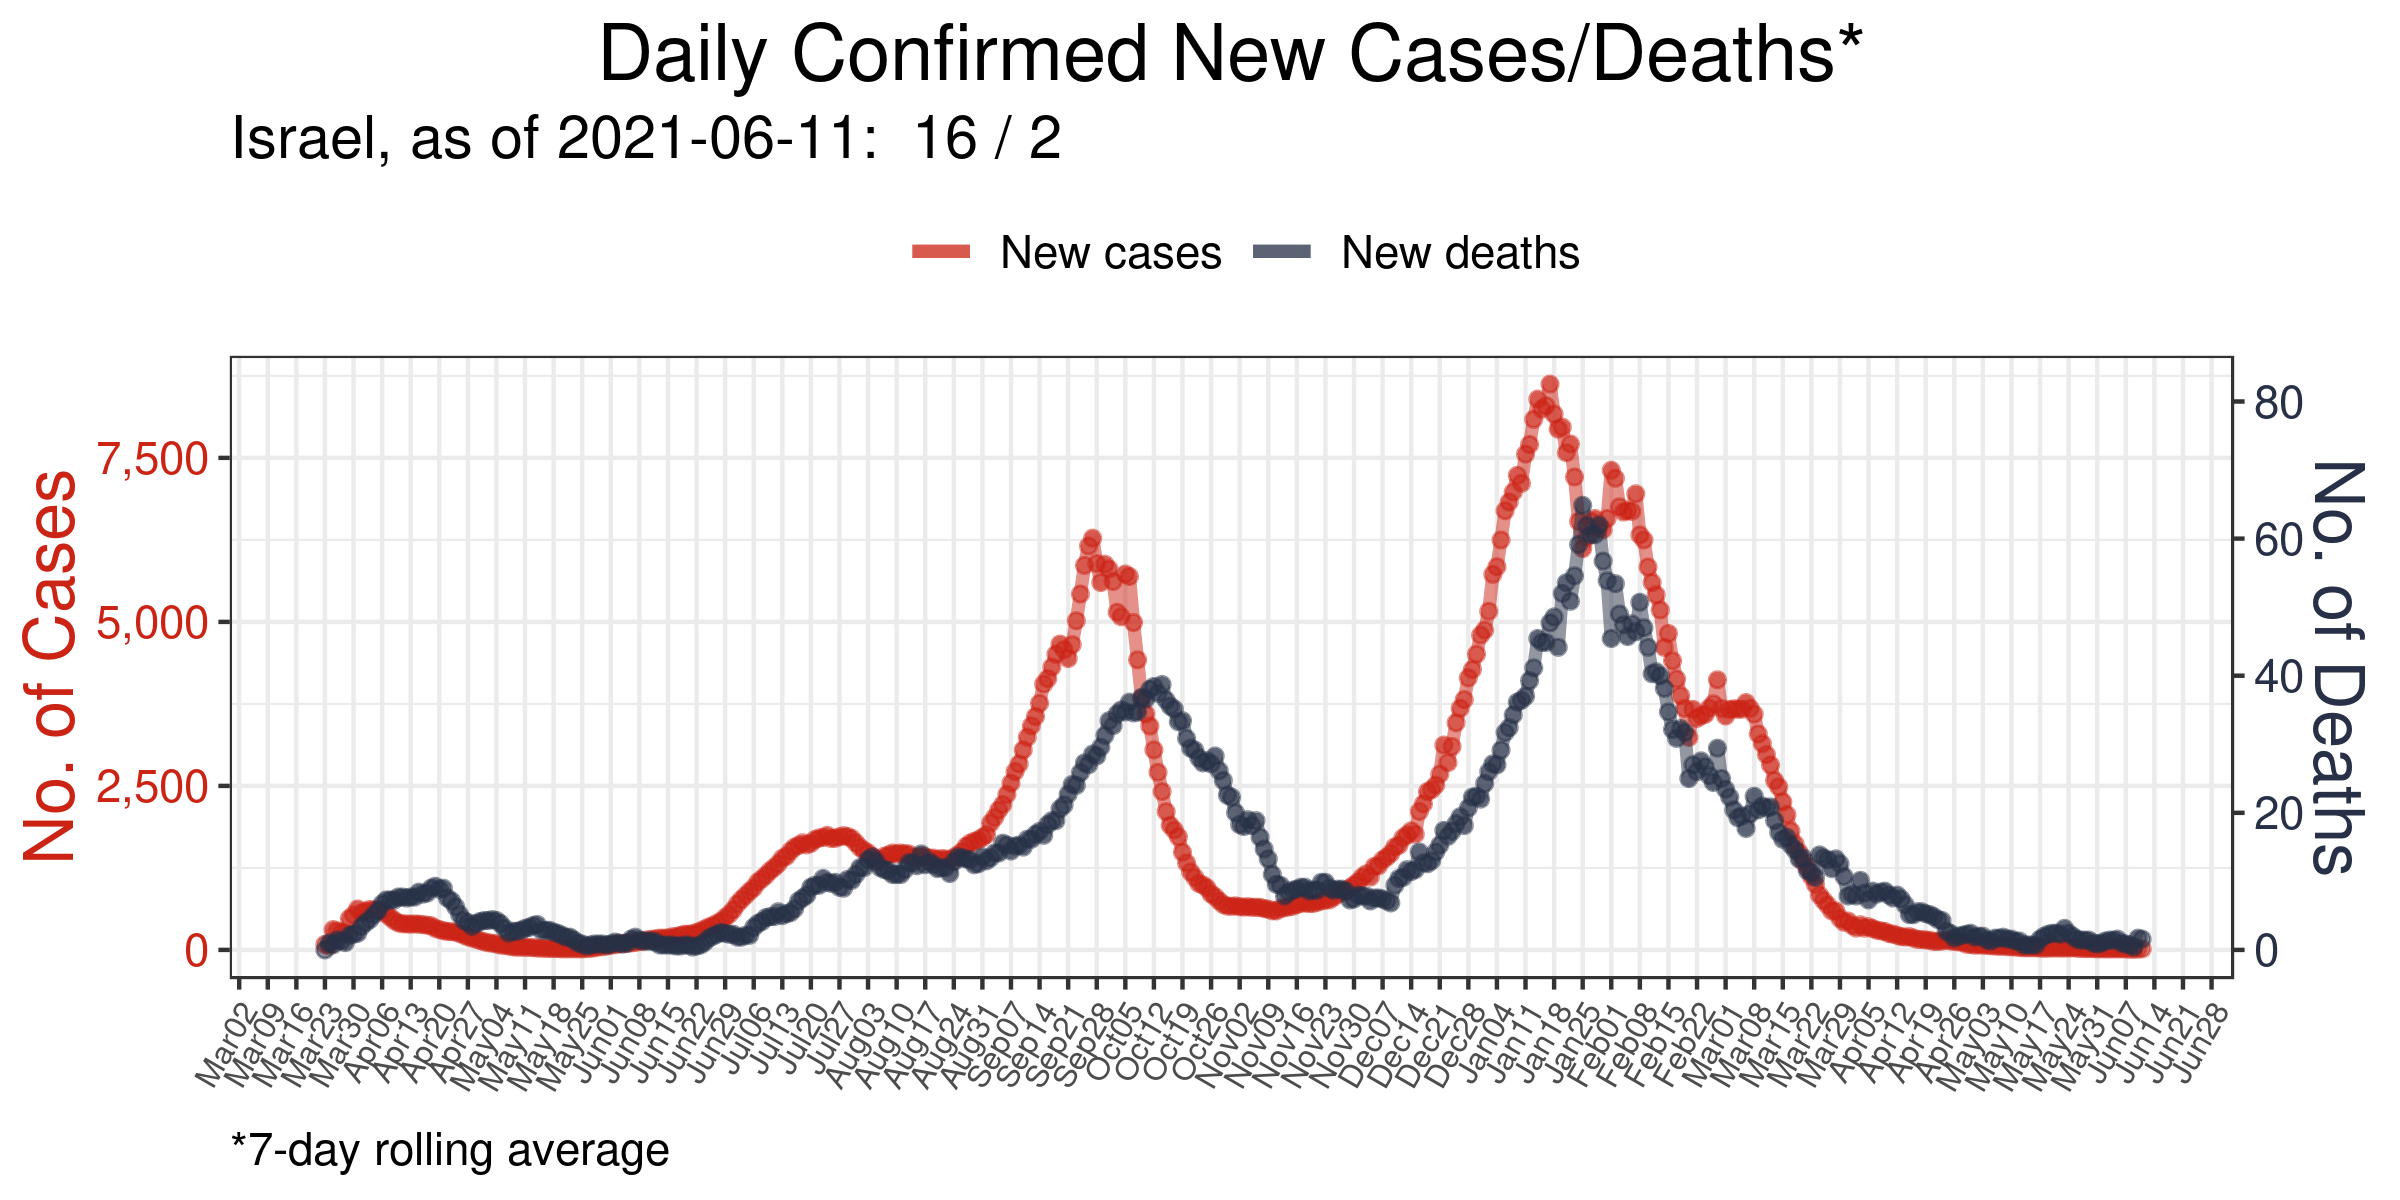 Daily Confirmed New Cases/Deaths*
Israel, as of 2021-06-11:  16 / 2
New cases
New deaths
No. of Cases
7,500
5,000
2,500
0
80
60
40
20
0
No. of Deaths
Mar02
Mar09
Mar16
Mar23
Mar30
Apr06
Apr13
Apr20
Apr27
May04
May11
May18
May25
Jun01
Jun08
Jun15
Jun22
Jun29
Jul06
Jul13
Jul20
Jul27
Aug03
Aug10
Aug17
Aug24
Aug31
Sep07
Sep14
Sep21
Sep28
Oct05
Oct12
Oct19
Oct26
Nov02
Nov09
Nov16
Nov23
Nov30
Dec07
Dec14
Dec21
Dec28
Jan04
Jan11
Jan18
Jan25
Feb01
Feb08
Feb15
Feb22
Mar01
Mar08
Mar15
Mar22
Mar29
Apr05
Apr12
Apr19
Apr26
May03
May10
May17
May24
May31
Jun07
Jun14
Jun21
Jun28
*7-day rolling average